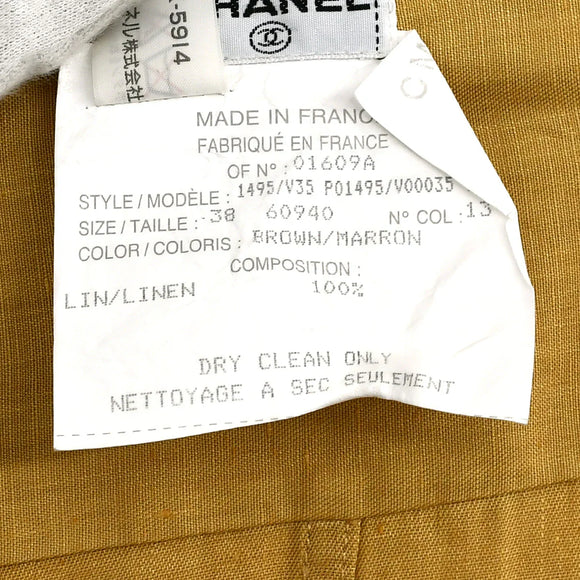 CHANEL
-5914
ネル株式会社
MADE IN FRANCE
FABRIQUÉ EN FRANCE
OF N° : 01609A
STYLE / MODÈLE : 1495/V35 P01495/V00035
SIZE / TAILLE : 38 60940 N° COL : 13
COLOR / COLORIS : BROWN/MARRON
COMPOSITION :
LIN/LINEN 100%
DRY CLEAN ONLY
NETTOYAGE A SEC SEULEMENT